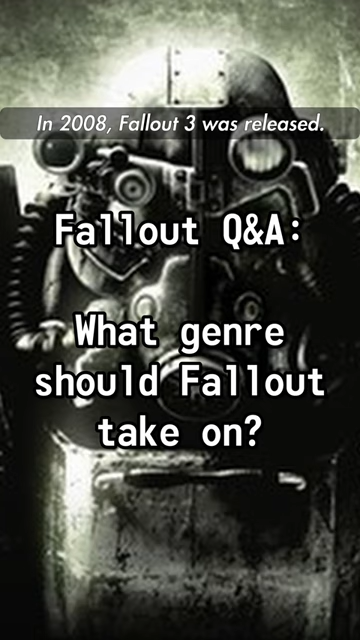 In 2008, Fallout 3 was released.
Fallout Q&A:
What genre
should Fallout
take on?